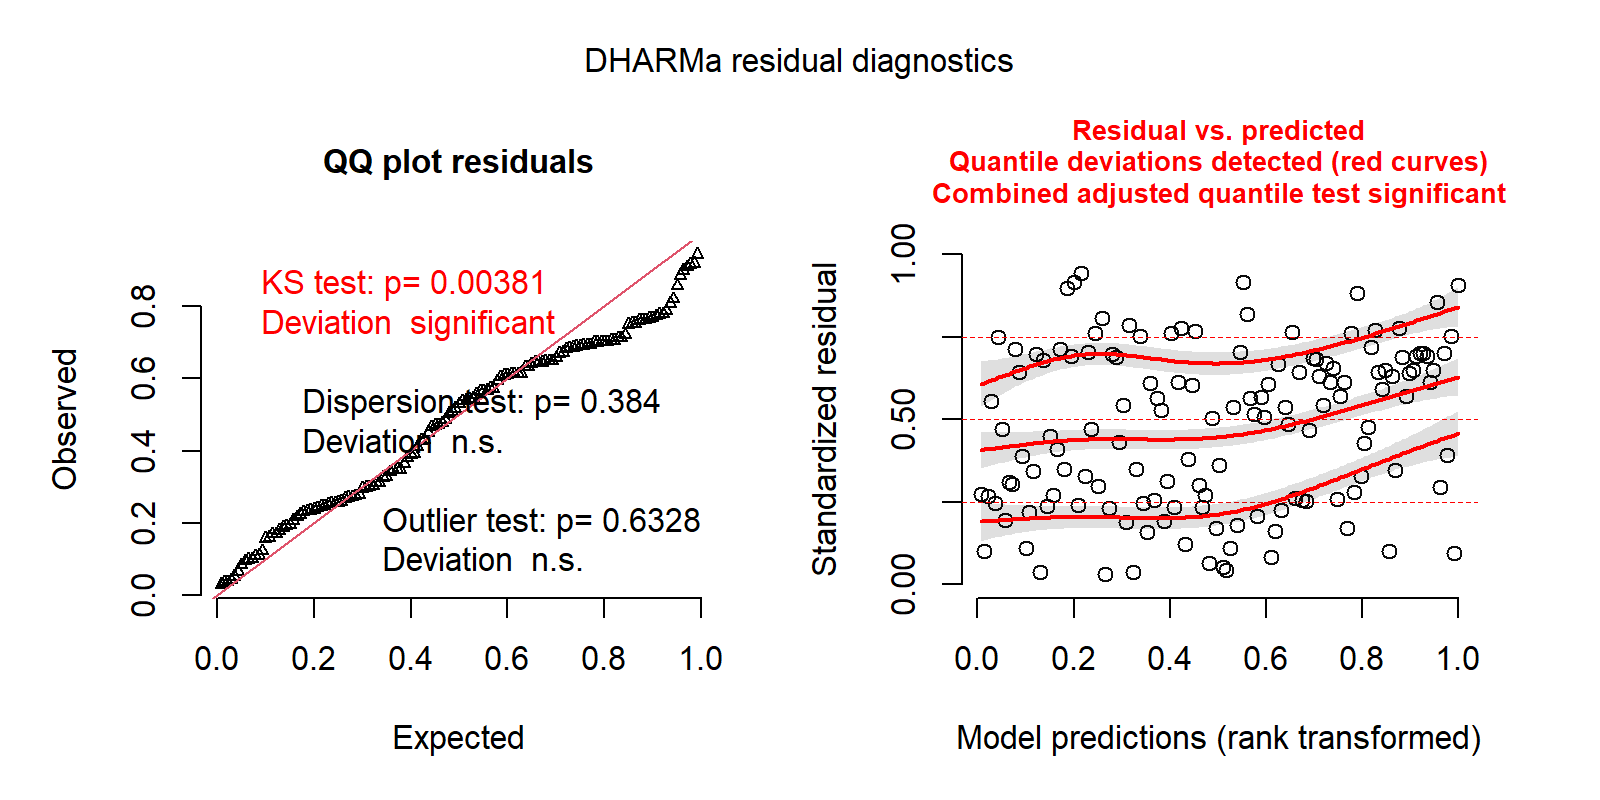 DHARMa residual diagnostics
QQ plot residuals
KS test: p= 0.00381
Deviation  significant
Dispersion test: p= 0.384
Deviation  n.s.
Outlier test: p= 0.6328
Deviation  n.s.
Observed
0.0 0.2 0.4 0.6 0.8
0.0 0.2 0.4 0.6 0.8 1.0
Expected
Residual vs. predicted
Quantile deviations detected (red curves)
Combined adjusted quantile test significant
Standardized residual
0.00 0.50 1.00
0.0 0.2 0.4 0.6 0.8 1.0
Model predictions (rank transformed)